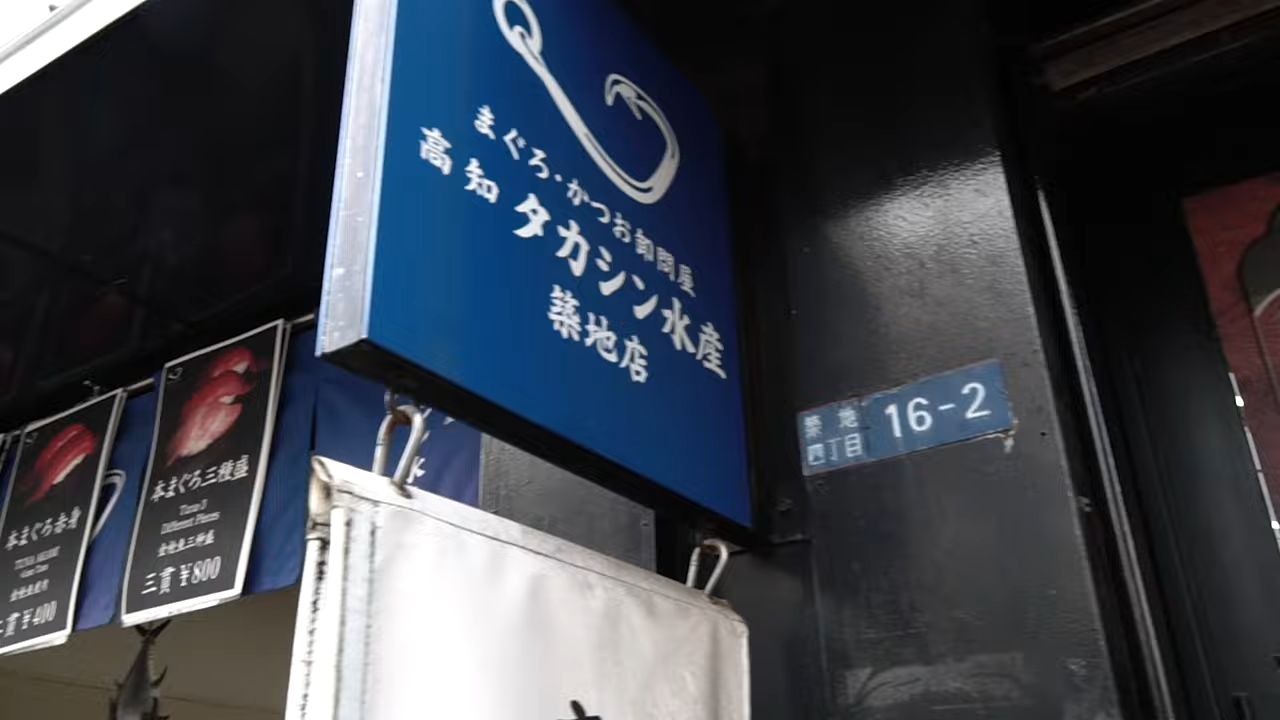 まぐろ・かつお卸問屋
高知 タカシン水産
築地店
築地
四丁目
16-2
本まぐろ三種盛
Tuna 3
Different Pieces
三貫 ¥800
本まぐろ赤身
¥400